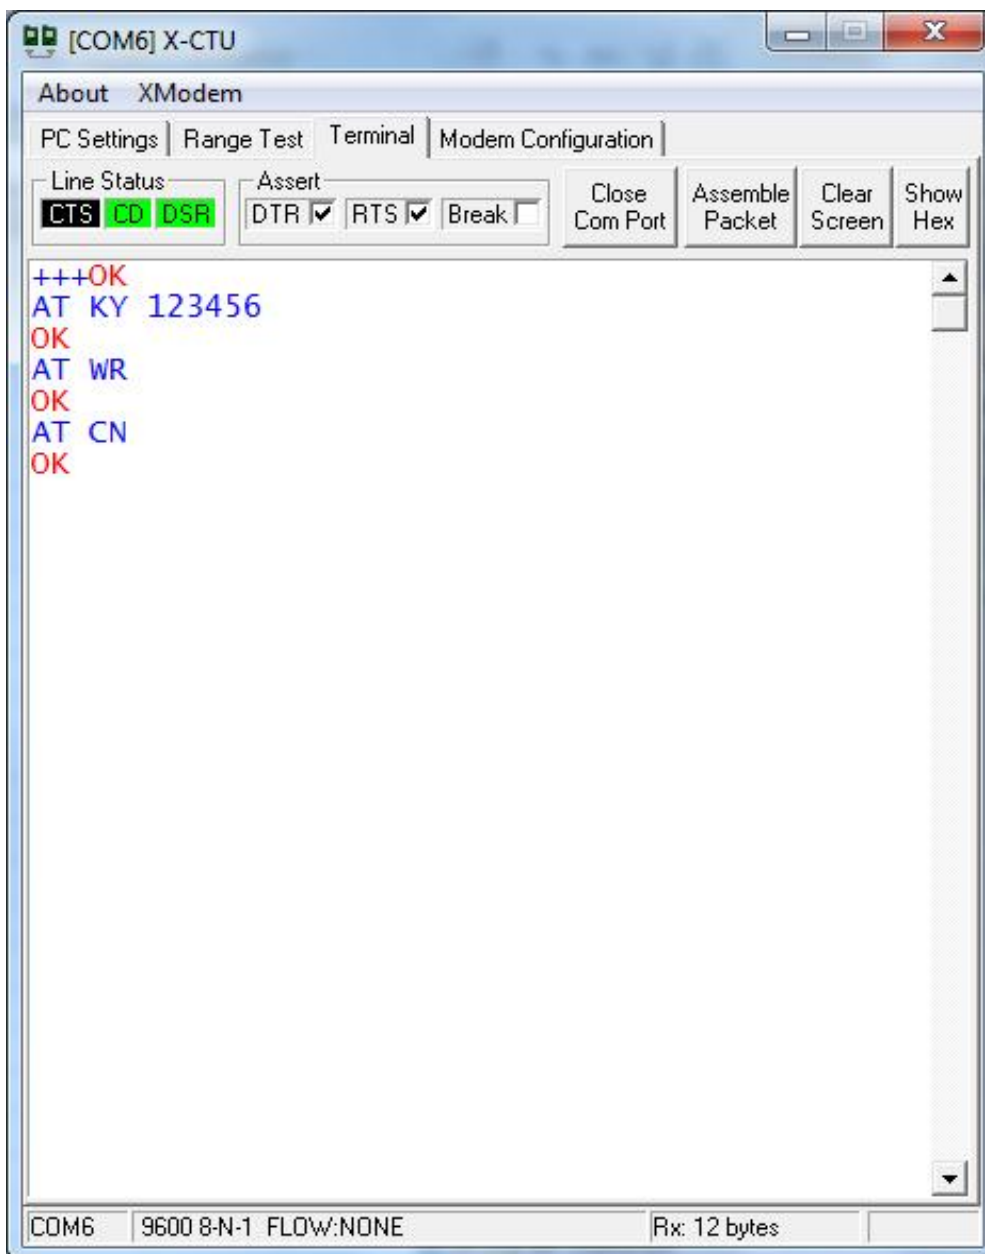 [COM6] X-CTU
About XModem
PC Settings Range Test Terminal Modem Configuration
Line Status Assert
CTS CD DSR DTR RTS Break Close Com Port Assemble Packet Clear Screen Show Hex
+++OK
AT KY 123456
OK
AT WR
OK
AT CN
OK
COM6 9600 8-N-1 FLOW:NONE Rx: 12 bytes